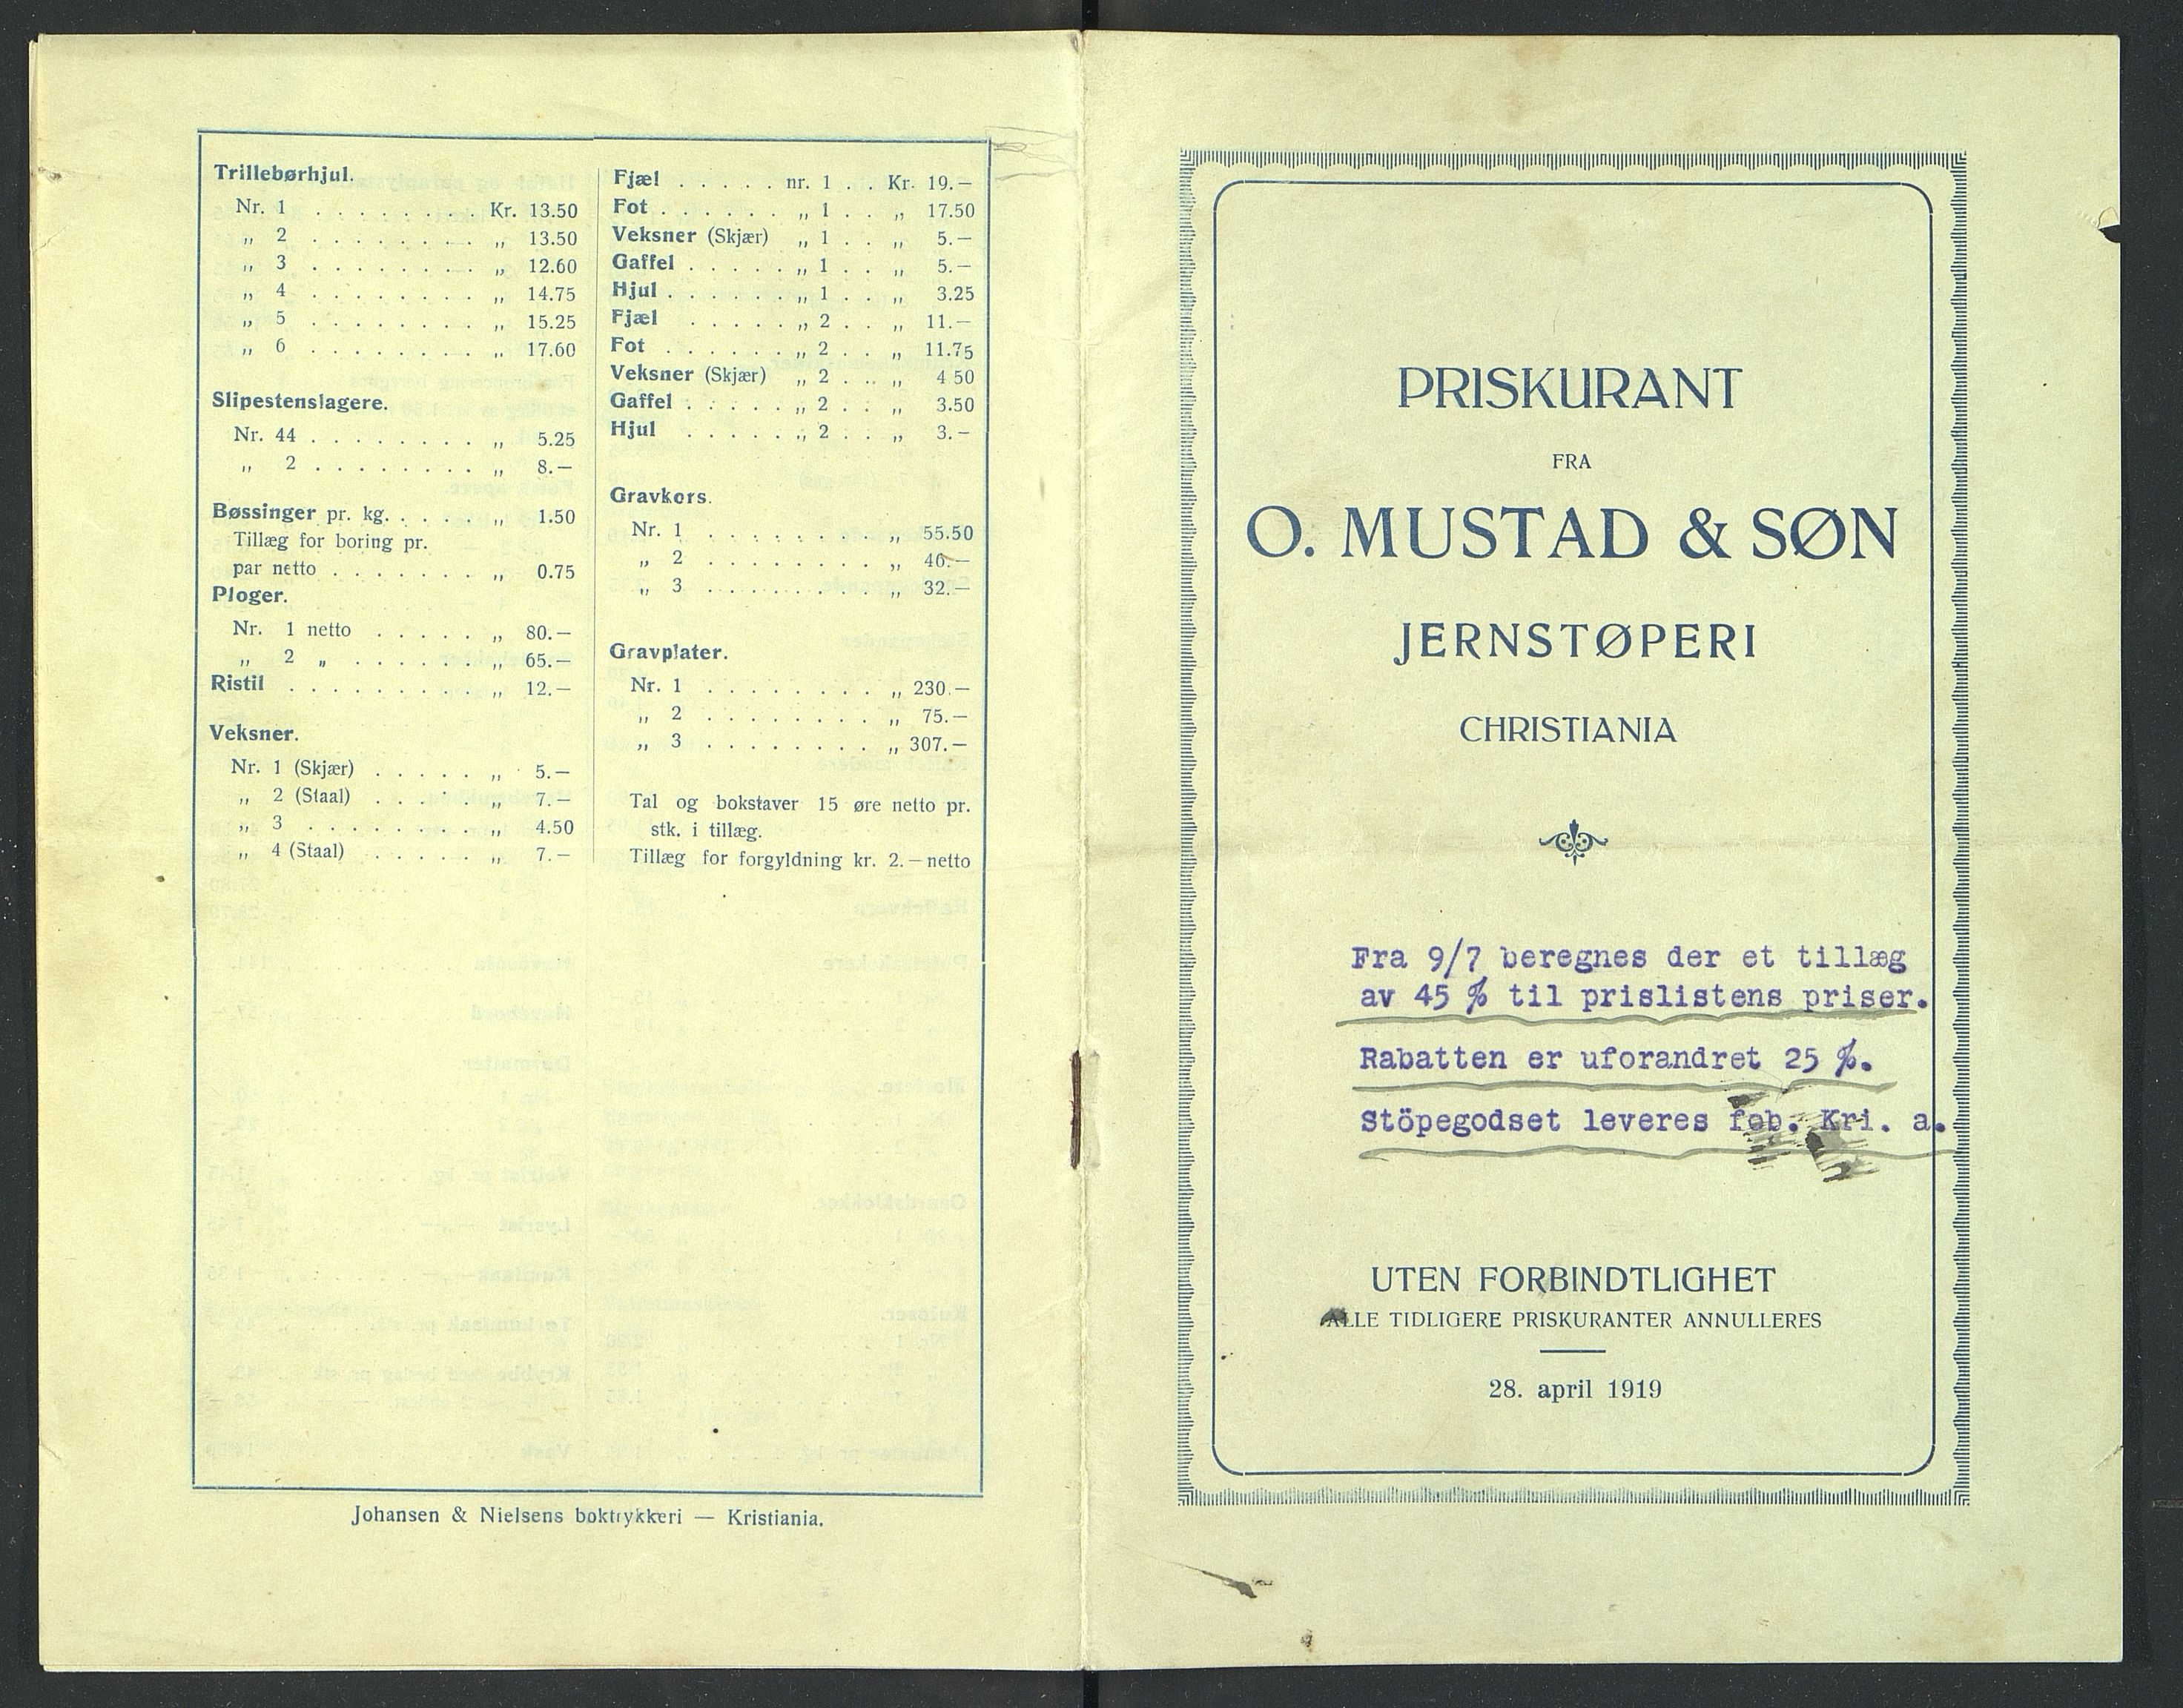 Trillebørhjul.
Nr. 1 . . . . . . . . Kr. 13.50
„ 2 . . . . . . . . „ 13.50
„ 3 . . . . . . . . „ 12.60
„ 4 . . . . . . . . „ 14.75
„ 5 . . . . . . . . „ 15.25
„ 6 . . . . . . . . „ 17.60
Slipestenslagere.
Nr. 44 . . . . . . . . „ 5.25
„ 2 . . . . . . . . „ 8.—
Bøssinger pr. kg. . . . . „ 1.50
Tillæg for boring pr.
par netto . . . . . . . „ 0.75
Ploger.
Nr. 1 netto . . . . . „ 80.—
„ 2 „ . . . . . „ 65.—
Ristil . . . . . . . . . „ 12.—
Veksner.
Nr. 1 (Skjær) . . . . . „ 5.—
„ 2 (Staal) . . . . . „ 7.—
„ 3 . . . . . . . . „ 4.50
„ 4 (Staal) . . . . . „ 7.—
Fjæl . . . . . nr. 1 . . Kr. 19.—
Fot . . . . . . „ 1 . . „ 17.50
Veksner (Skjær) „ 1 . . „ 5.—
Gaffel . . . . . „ 1 . . „ 5.—
Hjul . . . . . . „ 1 . . „ 3.25
Fjæl . . . . . „ 2 . . „ 11.—
Fot . . . . . . „ 2 . . „ 11.75
Veksner (Skjær) „ 2 . . „ 4 50
Gaffel . . . . . „ 2 . . „ 3.50
Hjul . . . . . „ 2 . . „ 3.—
Gravkors.
Nr. 1 . . . . . . . . „ 55.50
„ 2 . . . . . . . . „ 46.—
„ 3 . . . . . . . . „ 32.—
Gravplater.
Nr. 1 . . . . . . . . „ 230.—
„ 2 . . . . . . . . „ 75.—
„ 3 . . . . . . . . „ 307.—
Tal og bokstaver 15 øre netto pr.
stk. i tillæg.
Tillæg for forgyldning kr. 2.— netto
Johansen & Nielsens boktrykkeri — Kristiania.
PRISKURANT
FRA
O. MUSTAD & SØN
JERNSTØPERI
CHRISTIANIA
Fra 9/7 beregnes der et tillæg
av 45 % til prislistens priser.
Rabatten er uforandret 25 %.
Stöpegodset leveres fob. Kri. a.
UTEN FORBINDTLIGHET
ALLE TIDLIGERE PRISKURANTER ANNULLERES
28. april 1919